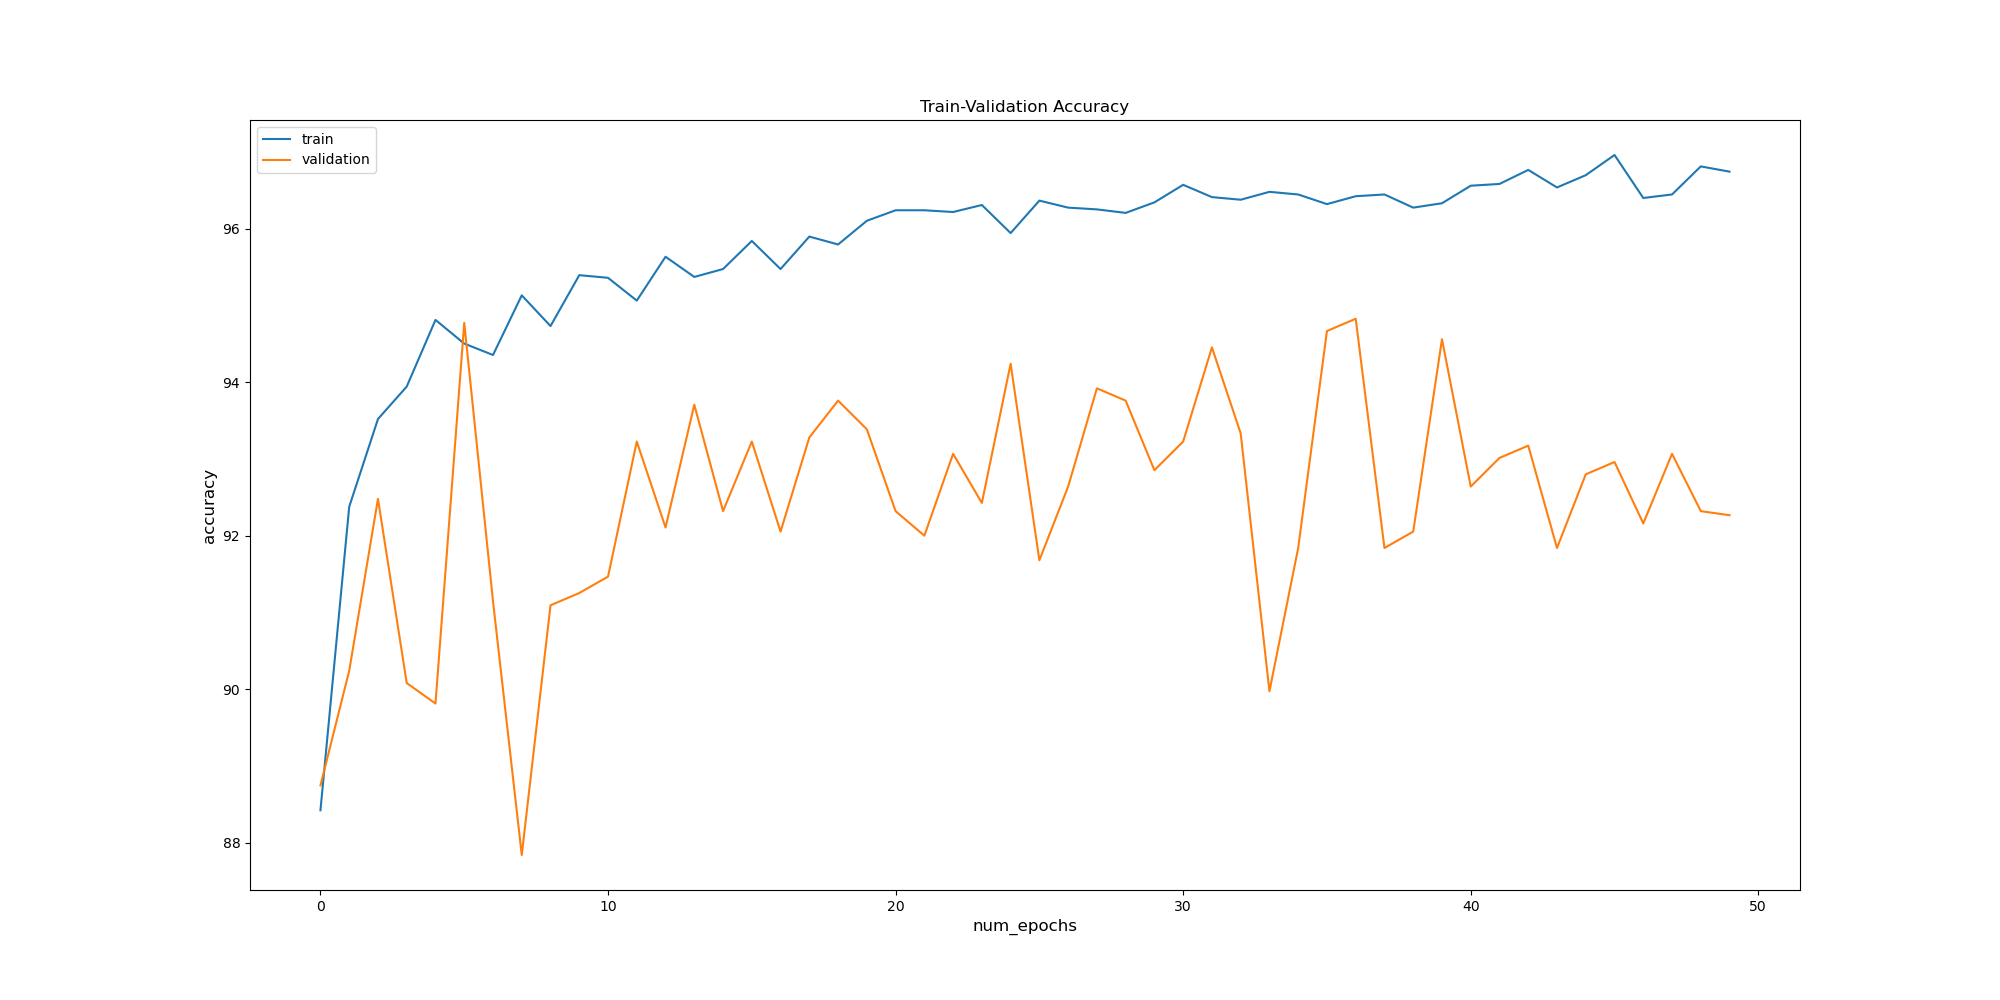 Train-Validation Accuracy
train
validation
96
94
92
90
88
accuracy
0 10 20 30 40 50
num_epochs